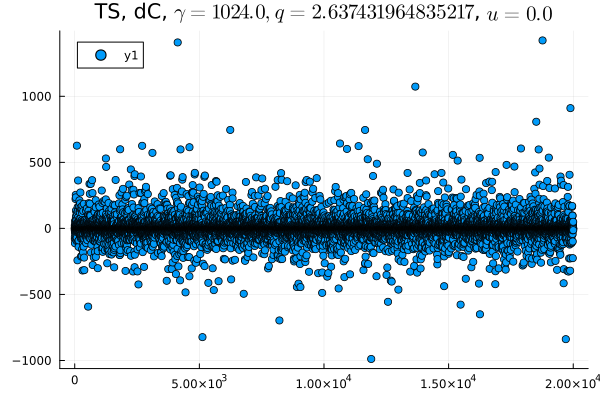 TS, dC, γ = 1024.0, q = 2.637431964835217, u = 0.0
y1
1000
500
0
−500
−1000
0 5.00×10³ 1.00×10⁴ 1.50×10⁴ 2.00×10⁴